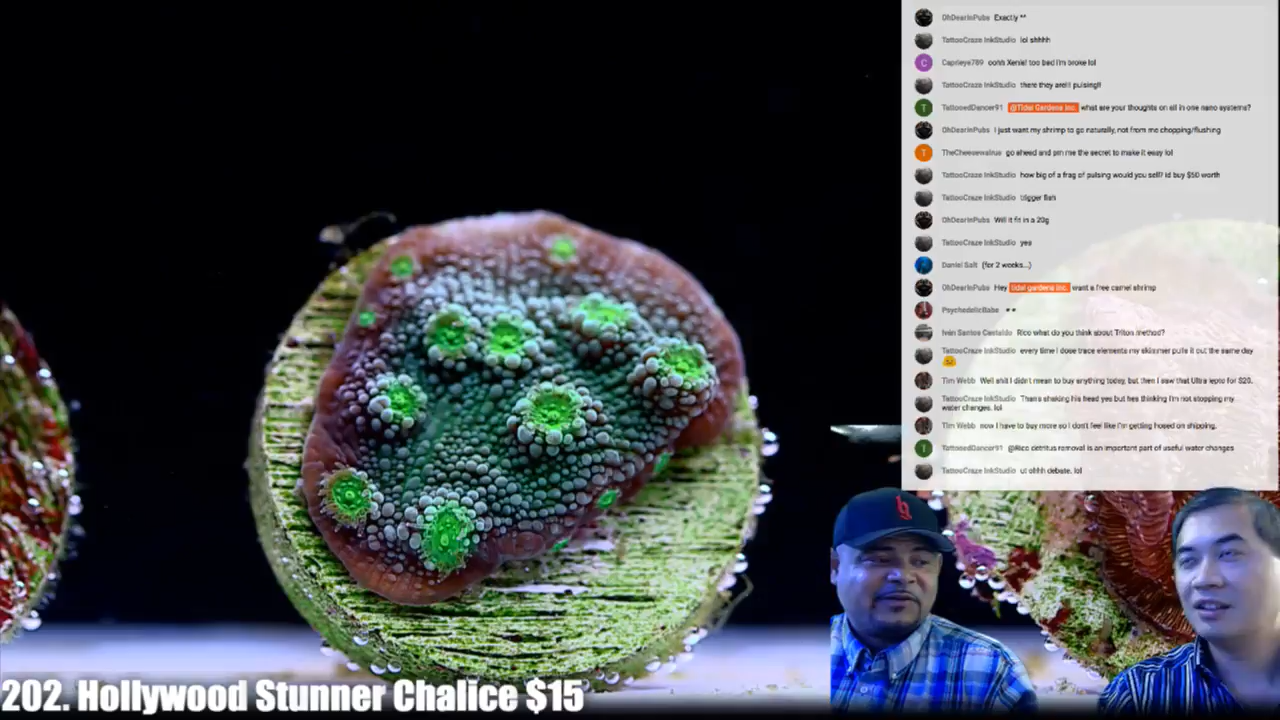 OhDearInPubs Exactly ^^
TattooCraze InkStudio lol shhhh
Caprieye789 oohh Xenia! too bad I'm broke lol
TattooCraze InkStudio there they are!! pulsing!!
TattooedDancer91 @Tidal Gardens Inc. what are your thoughts on all in one nano systems?
OhDearInPubs I just want my shrimp to go naturally, not from me chopping/flushing
TheCheesewalrus go ahead and pm me the secret to make it easy lol
TattooCraze InkStudio how big of a frag of pulsing would you sell? id buy $50 worth
TattooCraze InkStudio trigger fish
OhDearInPubs Will it fit in a 20g
TattooCraze InkStudio yes
Daniel Salt (for 2 weeks...)
OhDearInPubs Hey tidal gardens inc. want a free camel shrimp
PsychedelicBabe
Iván Santos Rico what do you think about Triton method?
TattooCraze InkStudio every time I dose trace elements my skimmer pulls it out the same day
Tim Webb Well shit I didn't mean to buy anything today, but then I saw that Ultra lepto for $20.
TattooCraze InkStudio Thans shaking his head yes but hes thinking I'm not stopping my
water changes. lol
Tim Webb now I have to buy more so I don't feel like I'm getting hosed on shipping.
TattooedDancer91 @Rico detritus removal is an important part of useful water changes
TattooCraze InkStudio ut ohhh debate. lol
202. Hollywood Stunner Chalice $15